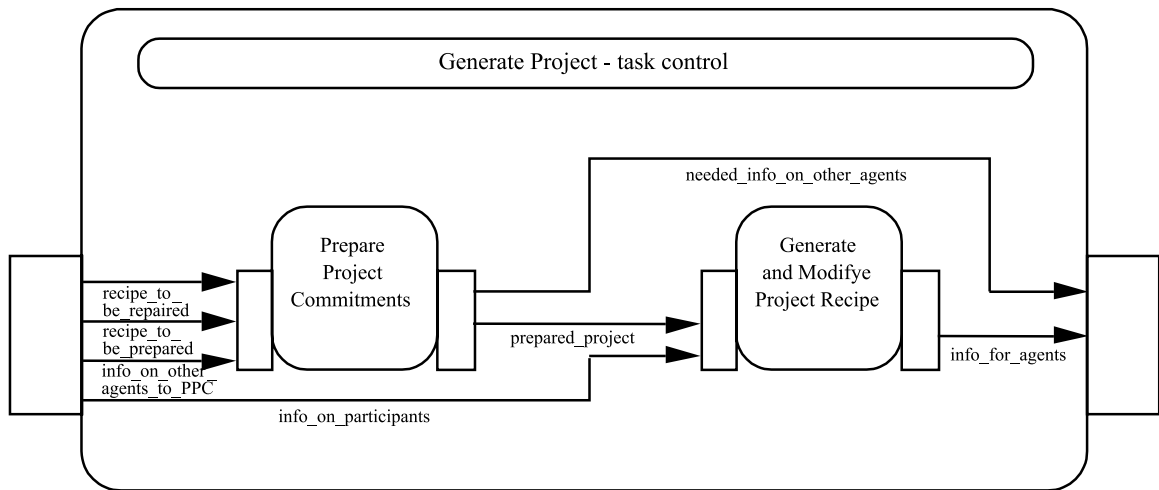 Generate Project - task control
needed_info_on_other_agents
Prepare
Project
Commitments
Generate
and Modifye
Project Recipe
recipe_to_
be_repaired
recipe_to_
be_prepared
info_on_other_
agents_to_PPC
prepared_project
info_for_agents
info_on_participants